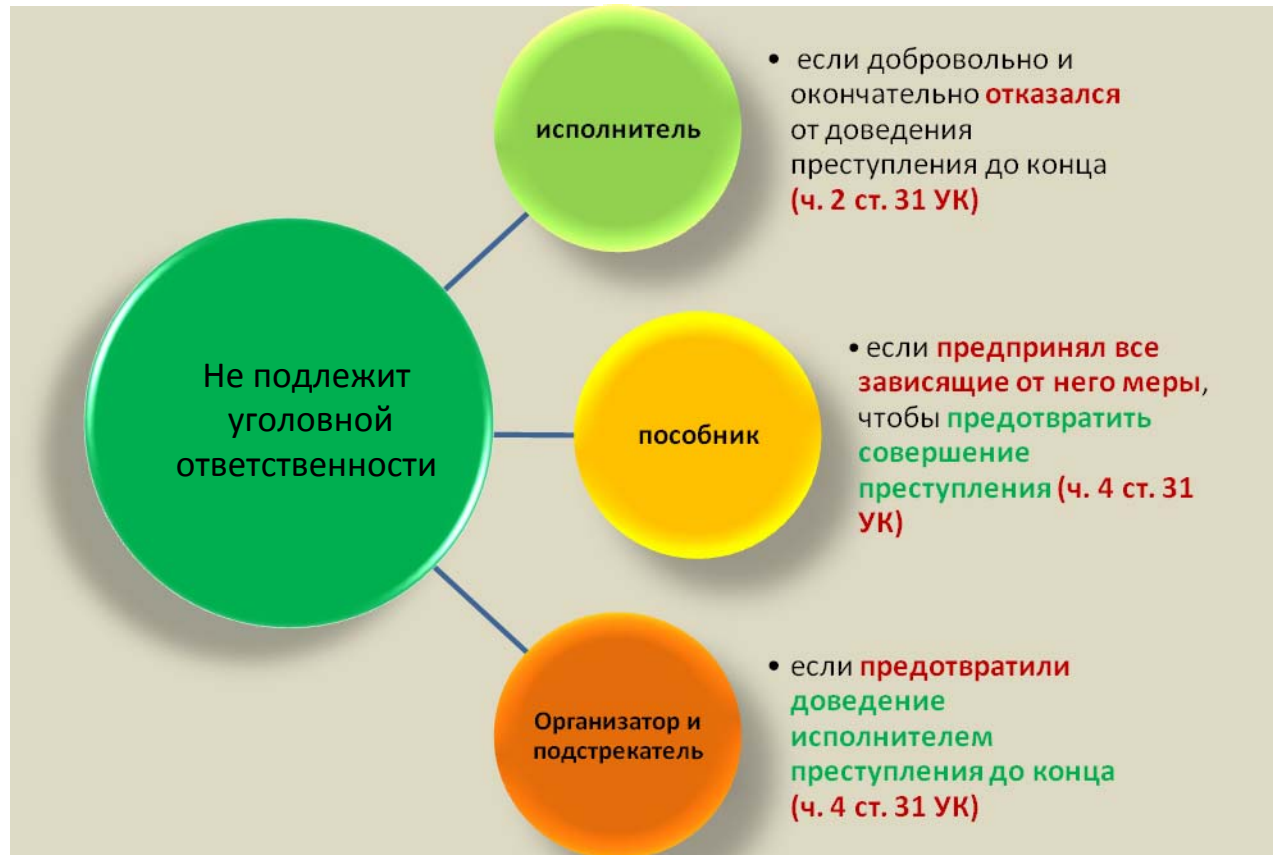 Не подлежит
уголовной
ответственности
исполнитель
• если добровольно и
окончательно отказался
от доведения
преступления до конца
(ч. 2 ст. 31 УК)
пособник
• если предпринял все
зависящие от него меры,
чтобы предотвратить
совершение
преступления (ч. 4 ст. 31
УК)
Организатор и
подстрекатель
• если предотвратили
доведение
исполнителем
преступления до конца
(ч. 4 ст. 31 УК)